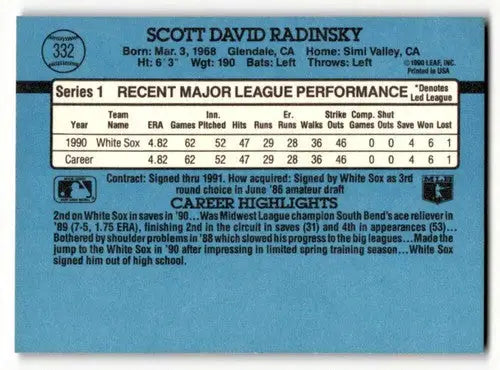 332
SCOTT DAVID RADINSKY
Born: Mar. 3, 1968 Glendale, CA Home: Simi Valley, CA
Ht: 6' 3" Wgt: 190 Bats: Left Throws: Left
©1990 LEAF, INC.
Printed in USA
Series 1 RECENT MAJOR LEAGUE PERFORMANCE *Denotes Led League
Year Team Name ERA Games Inn. Pitched Hits Runs Er. Runs Walks Strike Outs Comp. Games Shut Outs Save Won Lost
1990 White Sox 4.82 62 52 47 29 28 36 46 0 0 4 6 1
Career 4.82 62 52 47 29 28 36 46 0 0 4 6 1
Contract: Signed thru 1991. How acquired: Signed by White Sox as 3rd
round choice in June '86 amateur draft
MLB
CAREER HIGHLIGHTS
2nd on White Sox in saves in '90...Was Midwest League champion South Bend's ace reliever in
'89 (7-5, 1.75 ERA), finishing 2nd in the circuit in saves (31) and 4th in appearances (53)...
Bothered by shoulder problems in '88 which slowed his progress to the big leagues...Made the
jump to the White Sox in '90 after impressing in limited spring training season...White Sox
signed him out of high school.